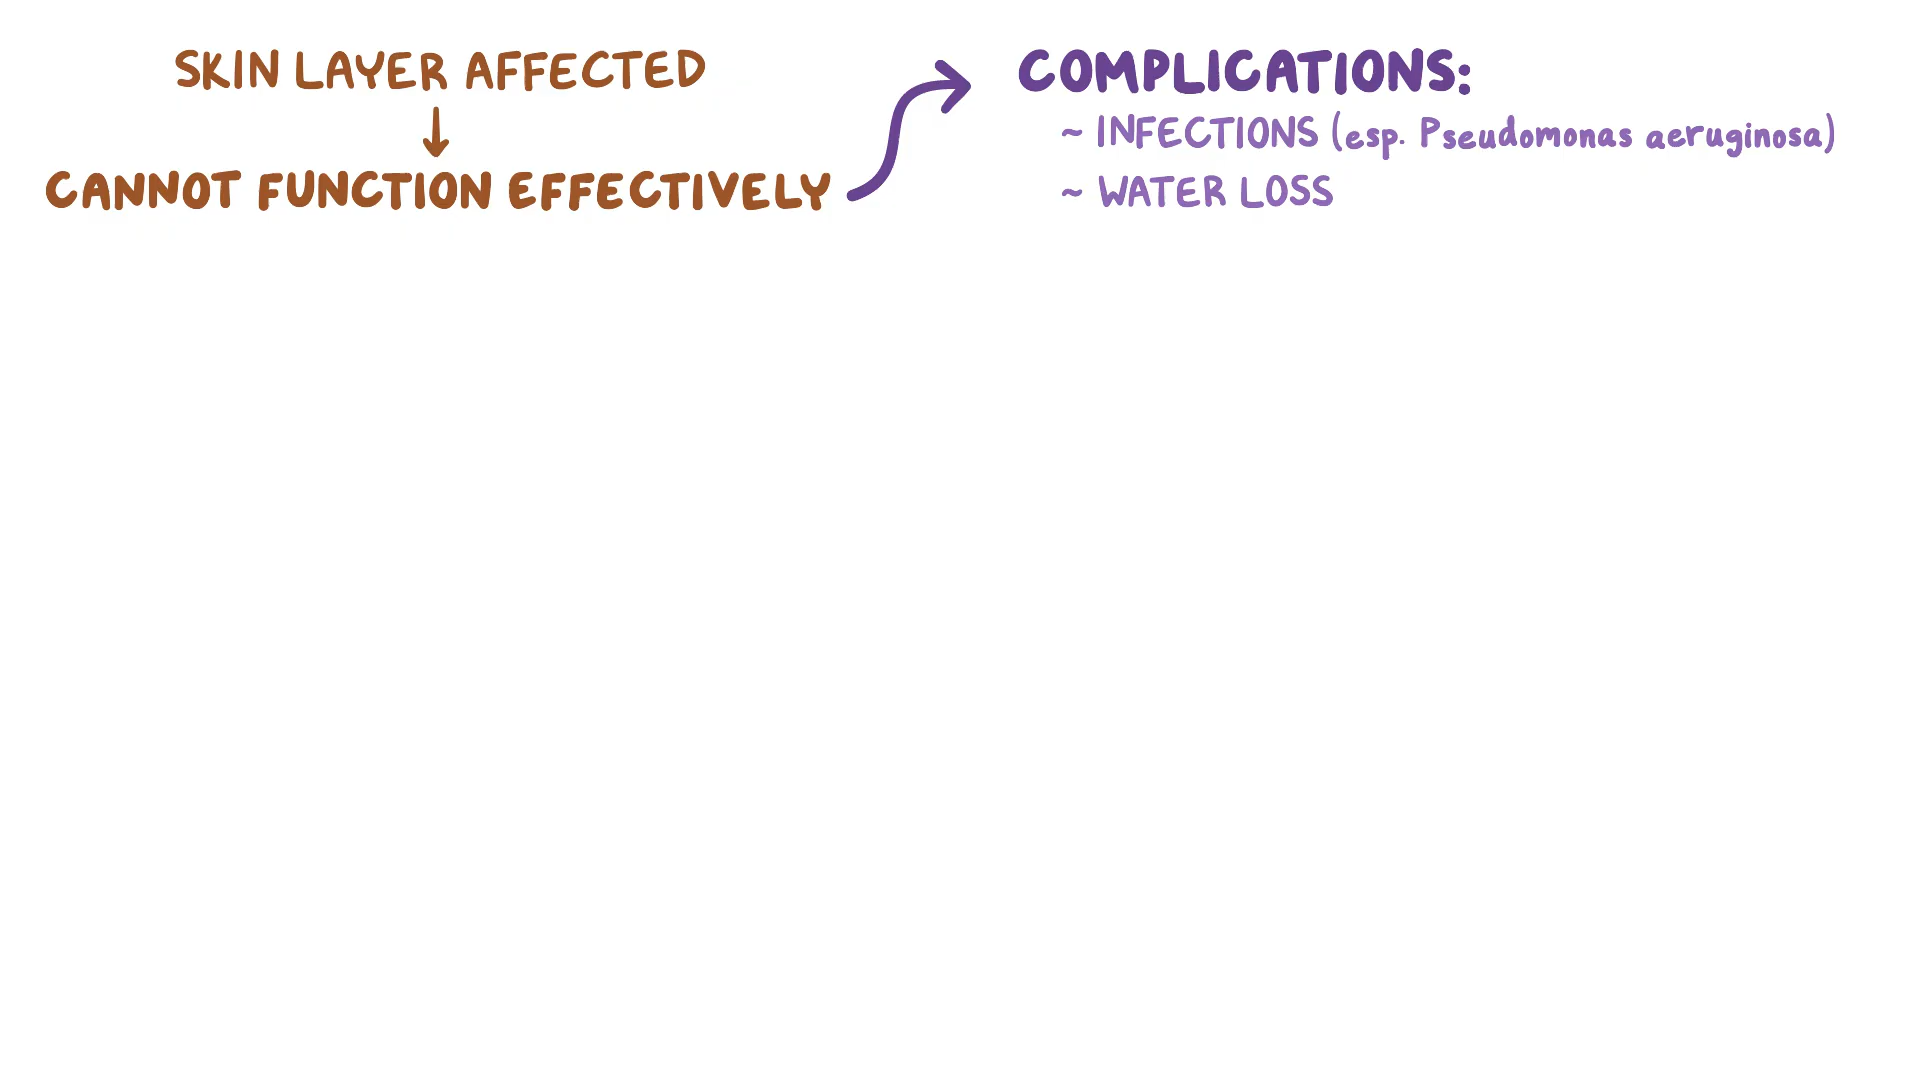 SKIN LAYER AFFECTED
CANNOT FUNCTION EFFECTIVELY
COMPLICATIONS:
~ INFECTIONS (esp. Pseudomonas aeruginosa)
~ WATER LOSS